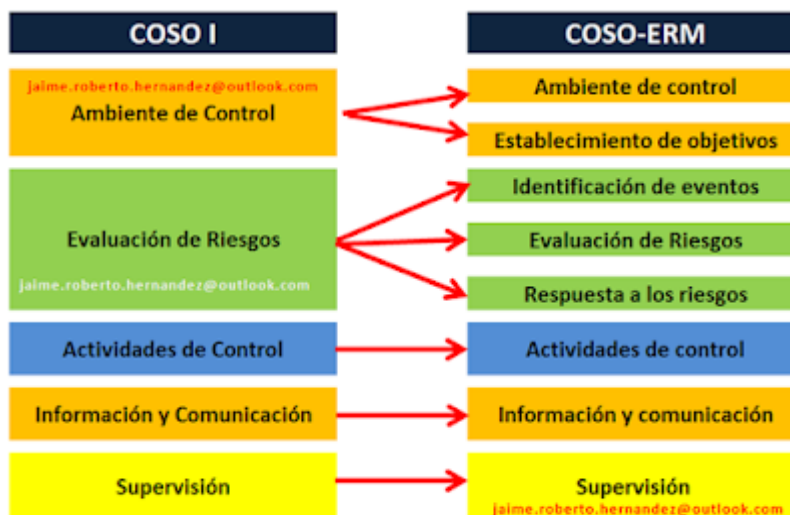 COSO I
jaime.roberto.hernandez@outlook.com
Ambiente de Control
Evaluación de Riesgos
jaime.roberto.hernandez@outlook.com
Actividades de Control
Información y Comunicación
Supervisión
COSO-ERM
Ambiente de control
Establecimiento de objetivos
Identificación de eventos
Evaluación de Riesgos
Respuesta a los riesgos
Actividades de control
Información y comunicación
Supervisión
jaime.roberto.hernandez@outlook.com